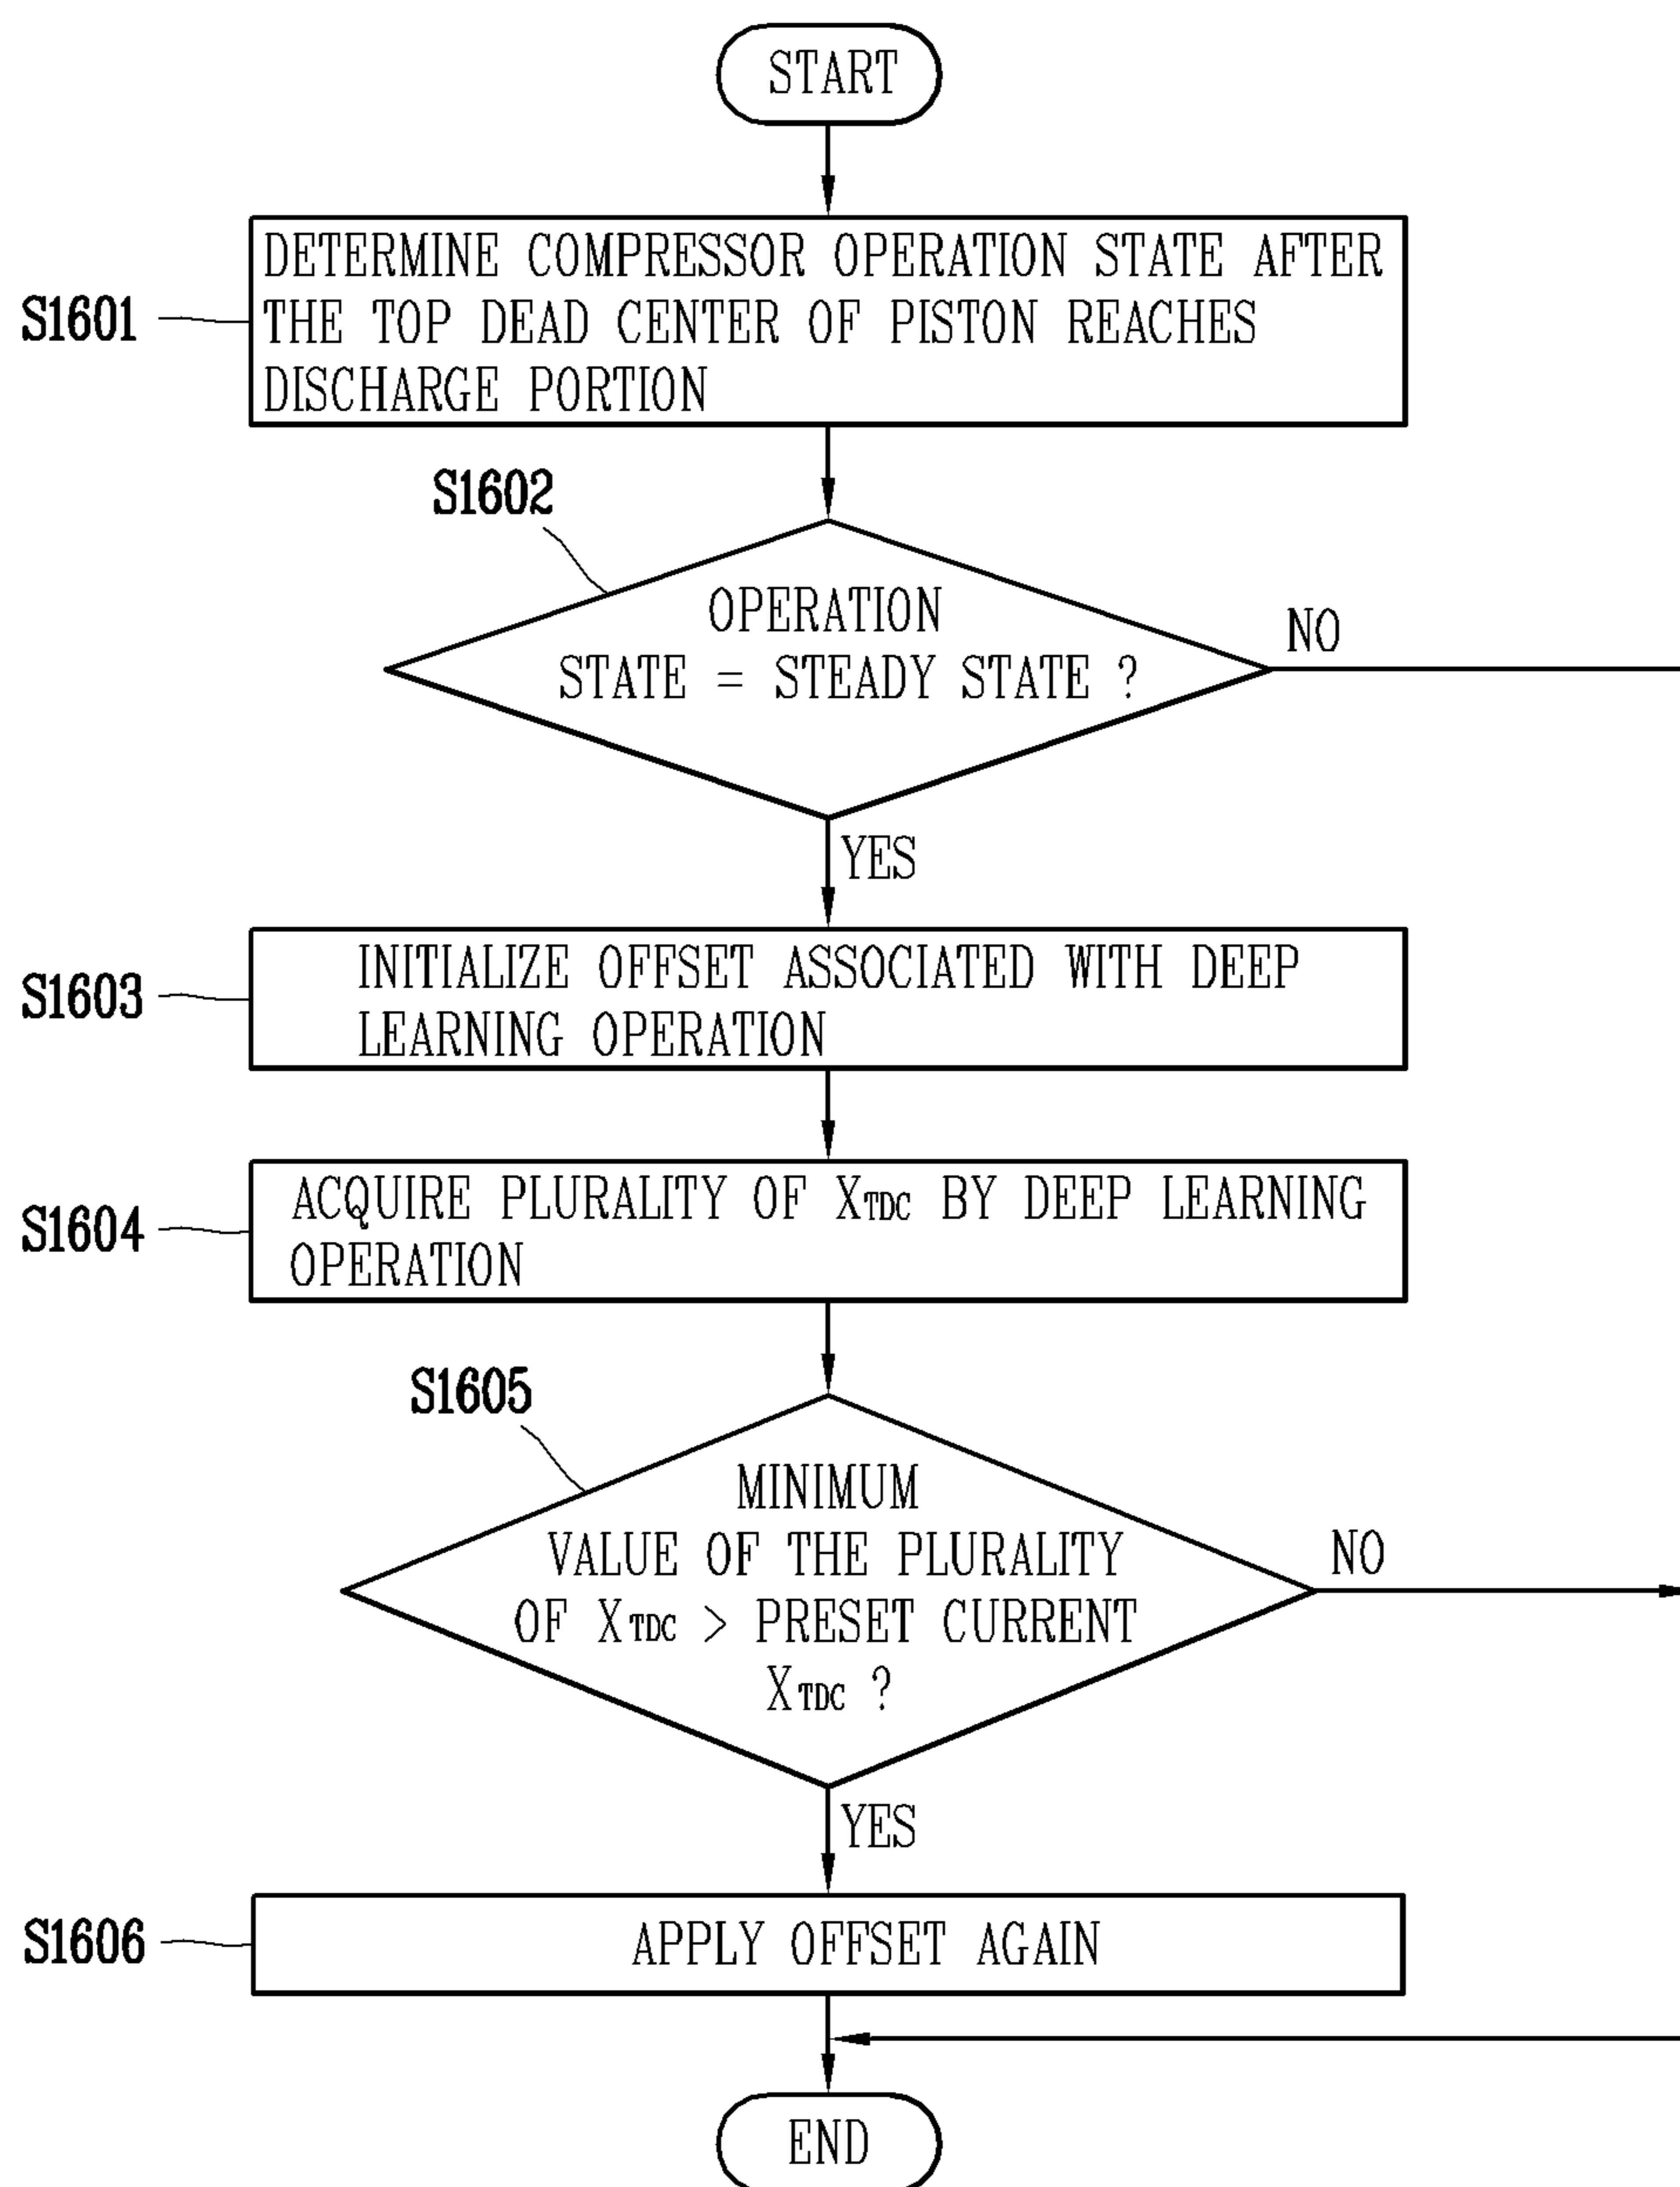 START
S1601
DETERMINE COMPRESSOR OPERATION STATE AFTER
THE TOP DEAD CENTER OF PISTON REACHES
DISCHARGE PORTION
S1602
OPERATION
STATE = STEADY STATE ?
NO
YES
S1603
INITIALIZE OFFSET ASSOCIATED WITH DEEP
LEARNING OPERATION
S1604
ACQUIRE PLURALITY OF XTDC BY DEEP LEARNING
OPERATION
S1605
MINIMUM
VALUE OF THE PLURALITY
OF XTDC > PRESET CURRENT
XTDC ?
NO
YES
S1606
APPLY OFFSET AGAIN
END